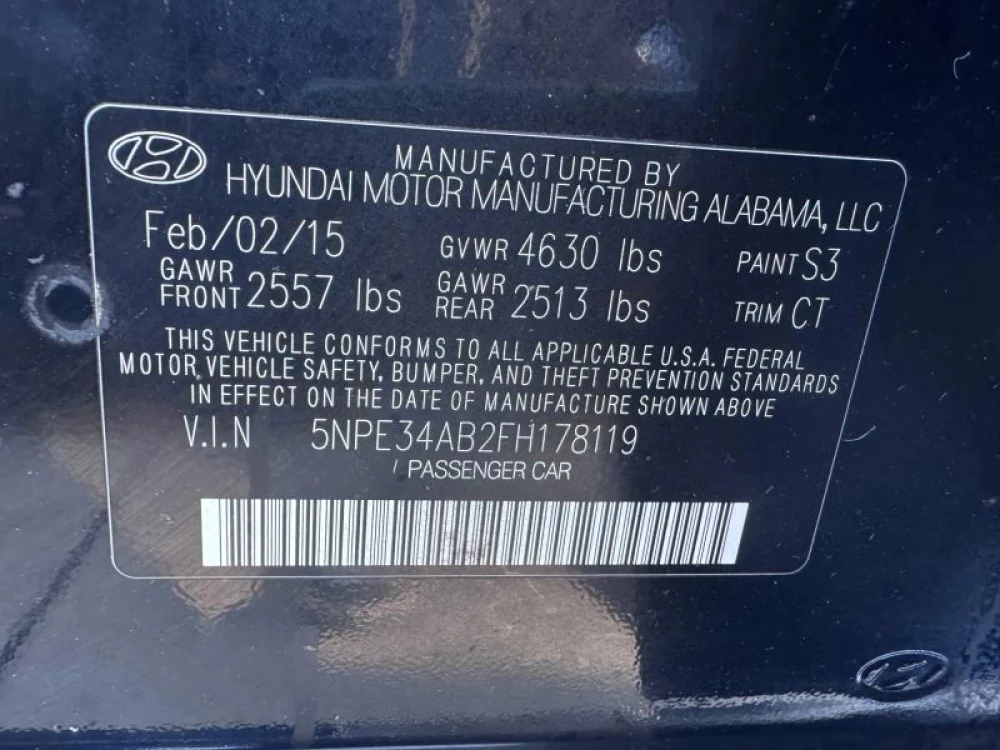 MANUFACTURED BY
HYUNDAI MOTOR MANUFACTURING ALABAMA, LLC
Feb/02/15 GVWR 4630 lbs PAINT S3
GAWR FRONT 2557 lbs GAWR REAR 2513 lbs TRIM CT
THIS VEHICLE CONFORMS TO ALL APPLICABLE U.S.A. FEDERAL
MOTOR VEHICLE SAFETY, BUMPER, AND THEFT PREVENTION STANDARDS
IN EFFECT ON THE DATE OF MANUFACTURE SHOWN ABOVE
V.I.N 5NPE34AB2FH178119
/ PASSENGER CAR